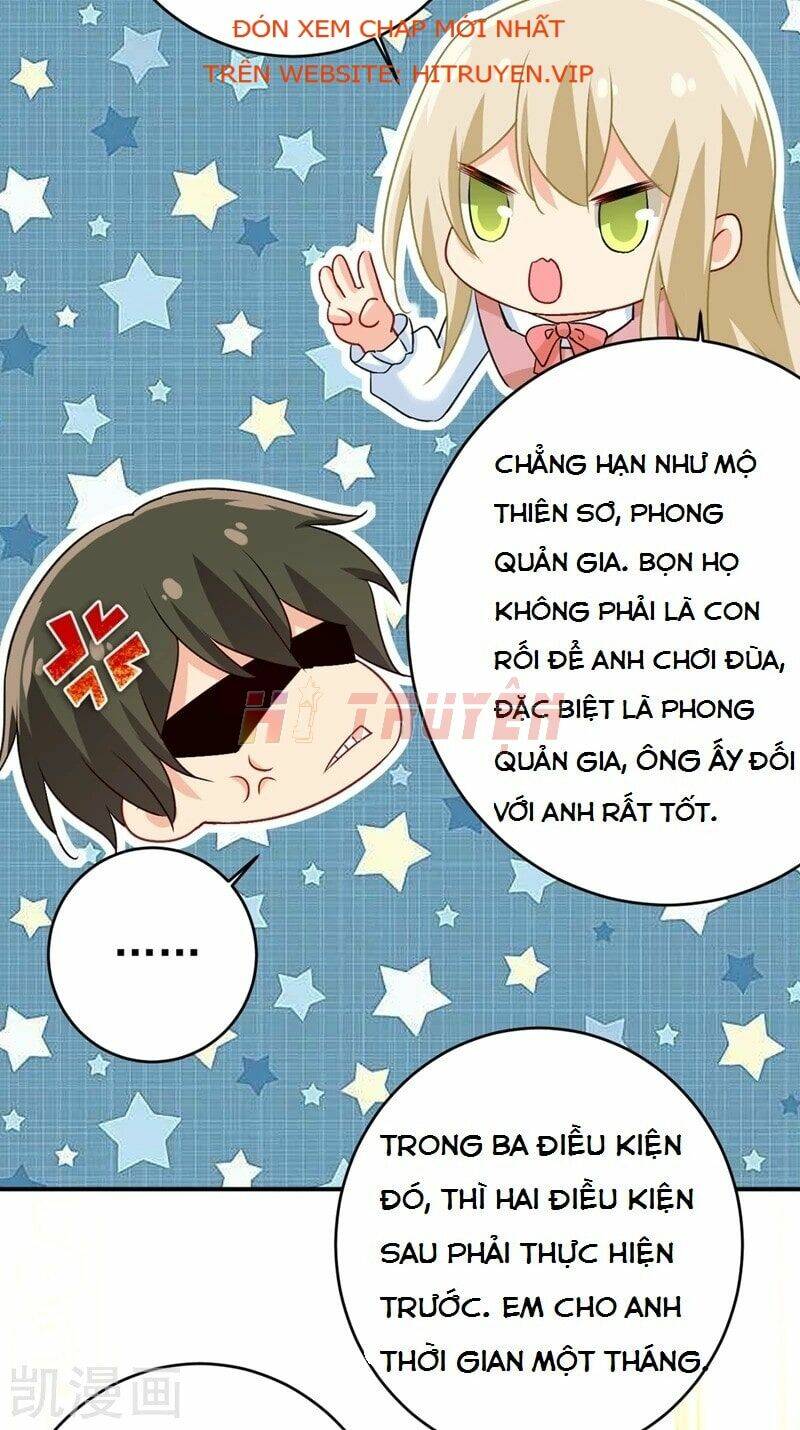 ĐÓN XEM CHAP MỚI NHẤT
TRÊN WEBSITE: HITRUYEN.VIP
CHẲNG HẠN NHƯ MỘ
THIÊN SƠ, PHONG
QUẢN GIA. BỌN HỌ
KHÔNG PHẢI LÀ CON
RỐI ĐỂ ANH CHƠI ĐÙA,
ĐẶC BIỆT LÀ PHONG
QUẢN GIA, ÔNG ẤY ĐỐI
VỚI ANH RẤT TỐT.
HI TRUYỆN
......
TRONG BA ĐIỀU KIỆN
ĐÓ, THÌ HAI ĐIỀU KIỆN
SAU PHẢI THỰC HIỆN
TRƯỚC. EM CHO ANH
THỜI GIAN MỘT THÁNG.
凯漫画